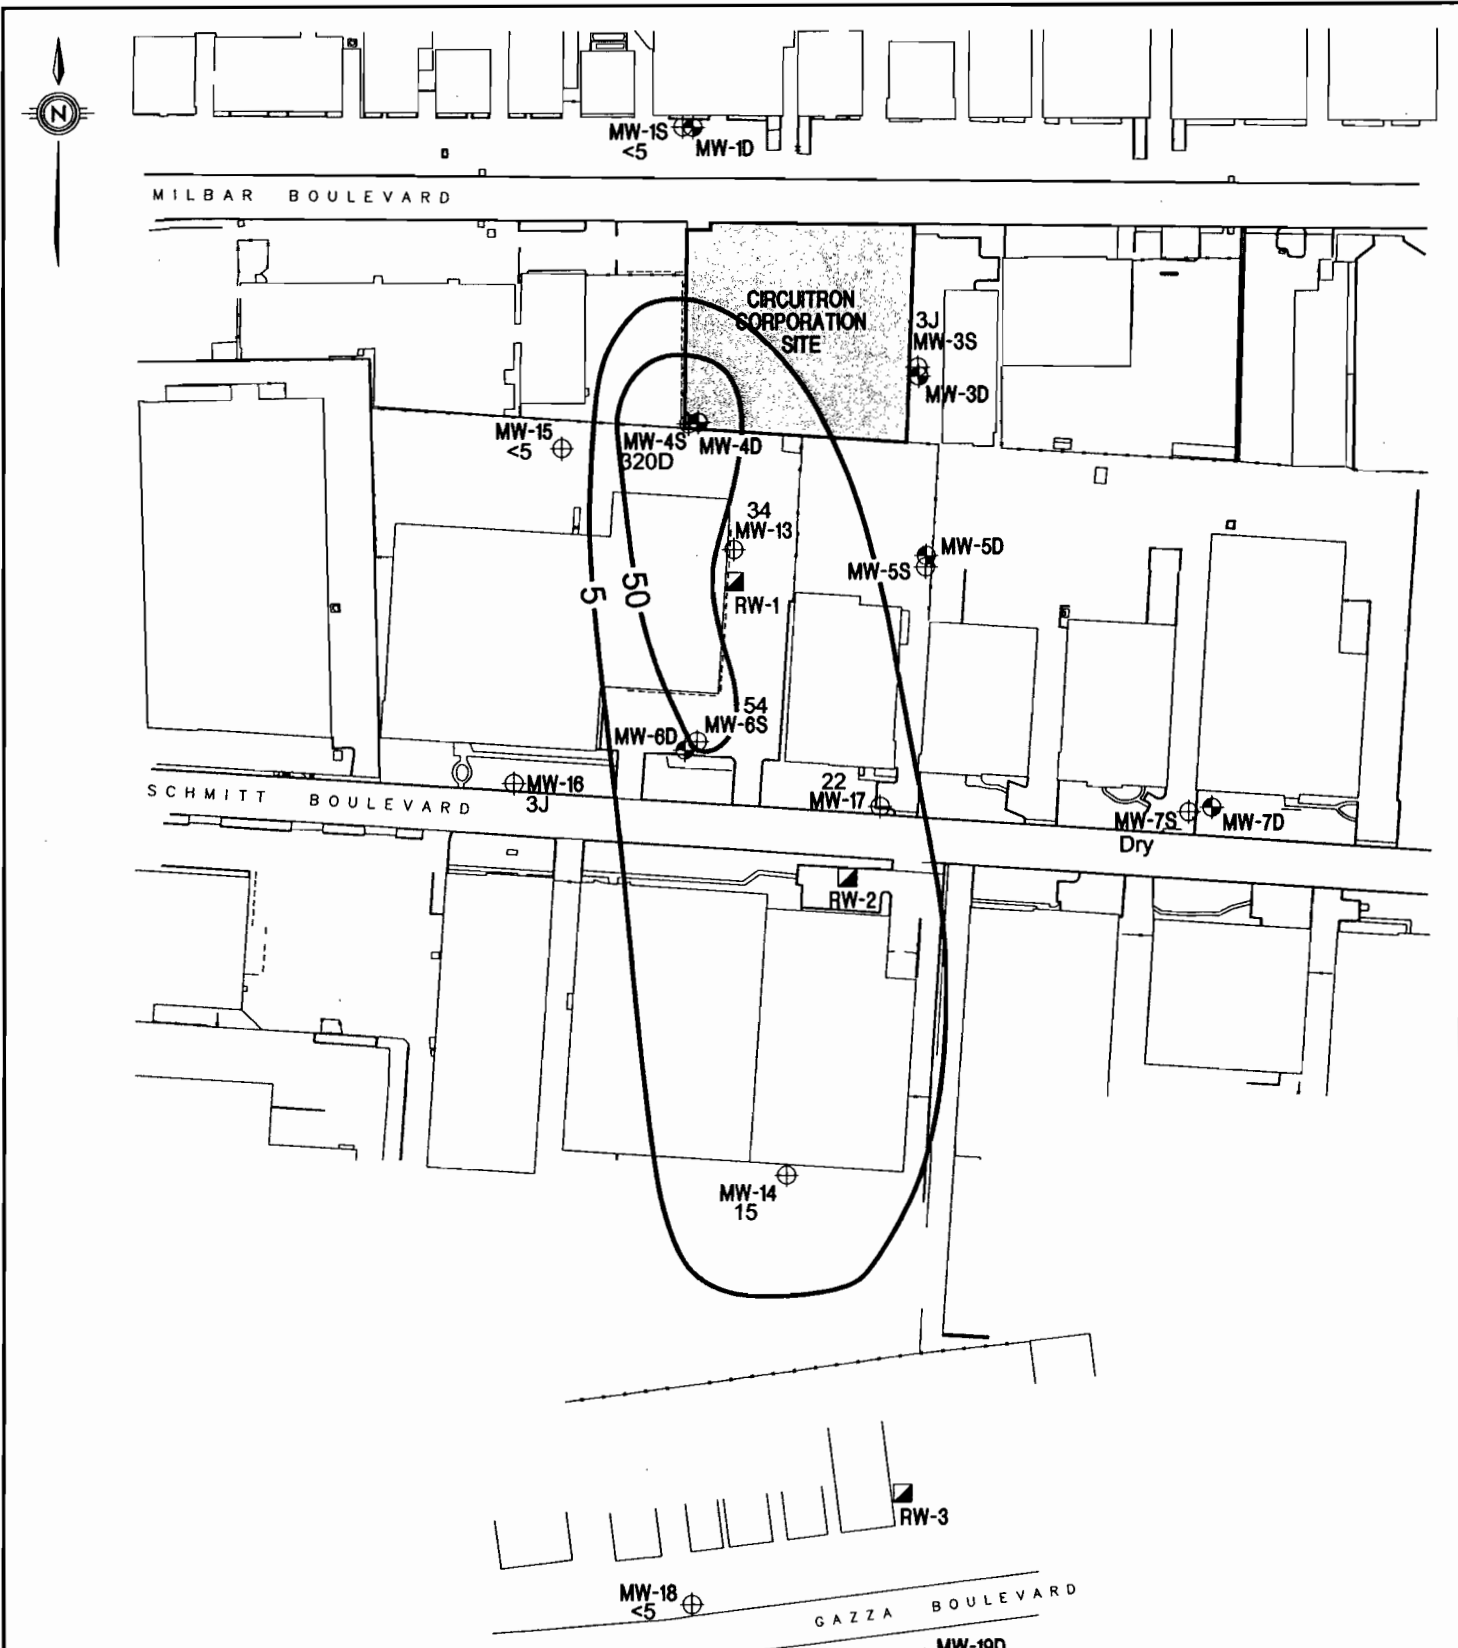 N
MW-1S
<5
MW-1D
MILBAR BOULEVARD
CIRCUITRON
CORPORATION
SITE
3J
MW-3S
MW-3D
MW-15
<5
MW-4S
320D
MW-4D
34
MW-13
MW-5D
MW-5S
5
50
RW-1
54
MW-6S
MW-6D
MW-16
3J
22
MW-17
SCHMITT BOULEVARD
MW-7S
MW-7D
Dry
RW-2
MW-14
15
RW-3
MW-18
<5
GAZZA BOULEVARD
MW-19D